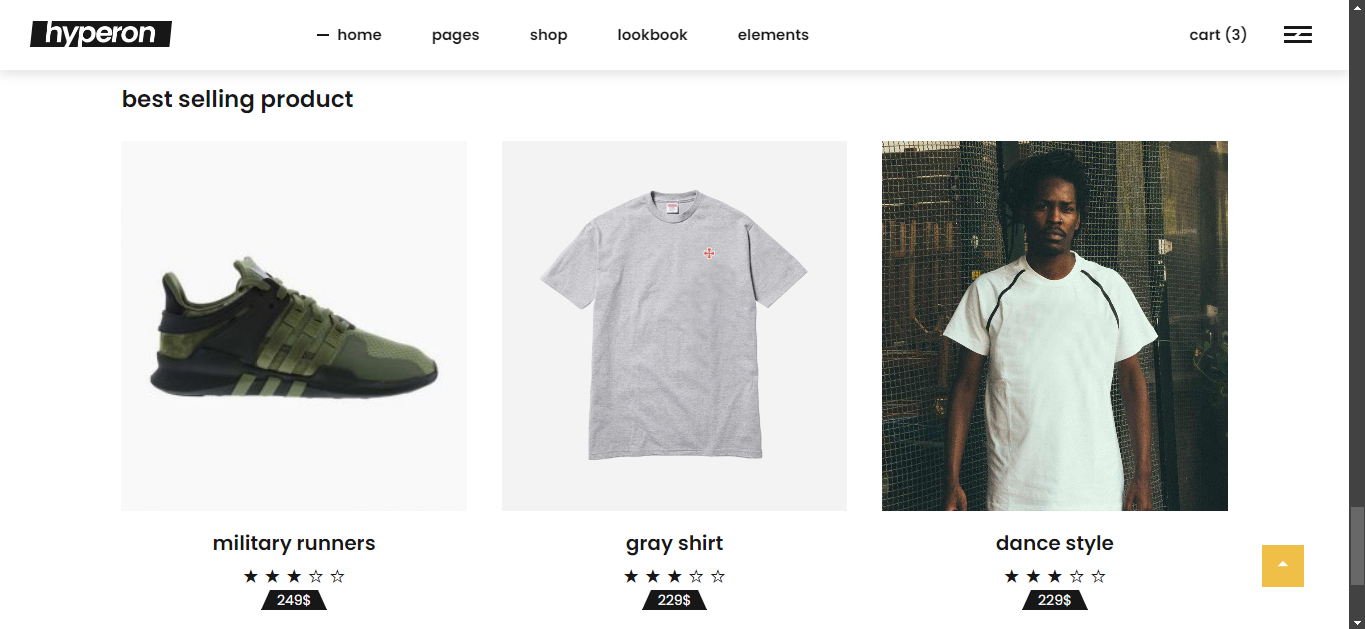 hyperon
home pages shop lookbook elements cart (3)
best selling product
military runners gray shirt dance style
★ ★ ★ ☆ ☆ ★ ★ ★ ☆ ☆ ★ ★ ★ ☆ ☆
249$ 229$ 229$